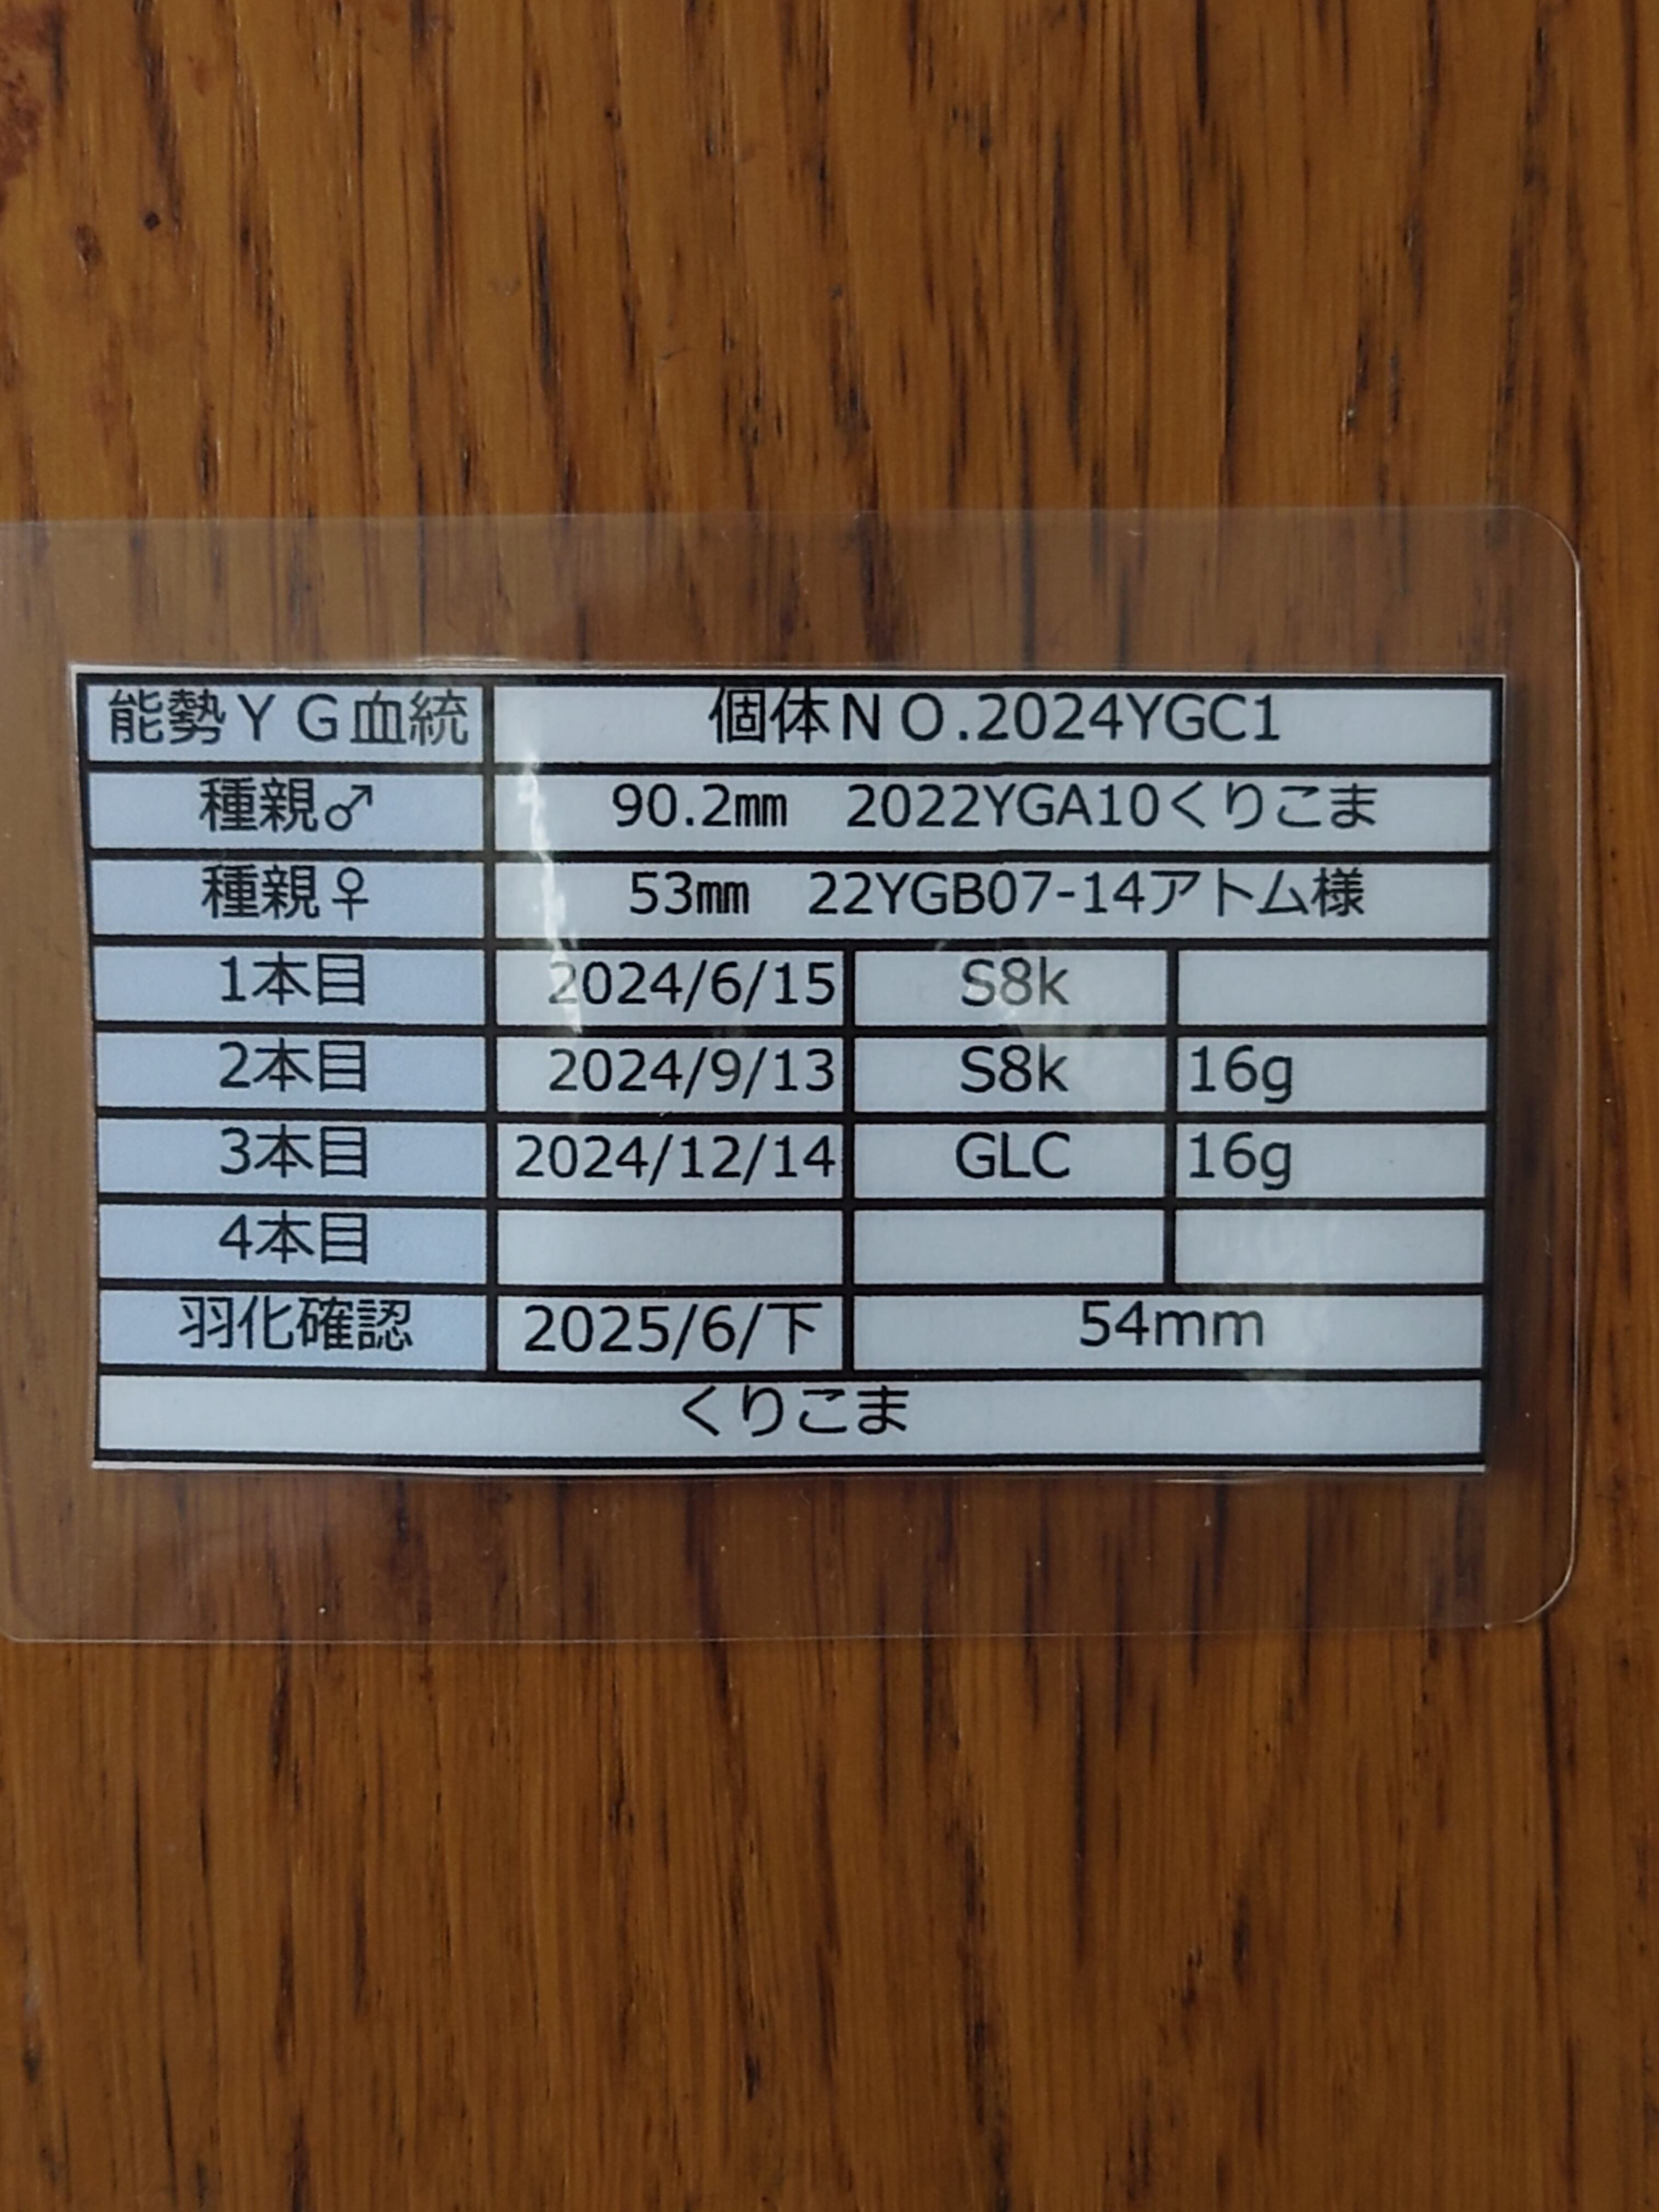 能勢ＹＧ血統 個体ＮＯ.2024YGC1
種親♂ 90.2㎜　2022YGA10くりこま
種親♀ 53㎜　22YGB07-14アトム様
1本目 2024/6/15 S8k
2本目 2024/9/13 S8k 16g
3本目 2024/12/14 GLC 16g
4本目
羽化確認 2025/6/下 54mm
くりこま